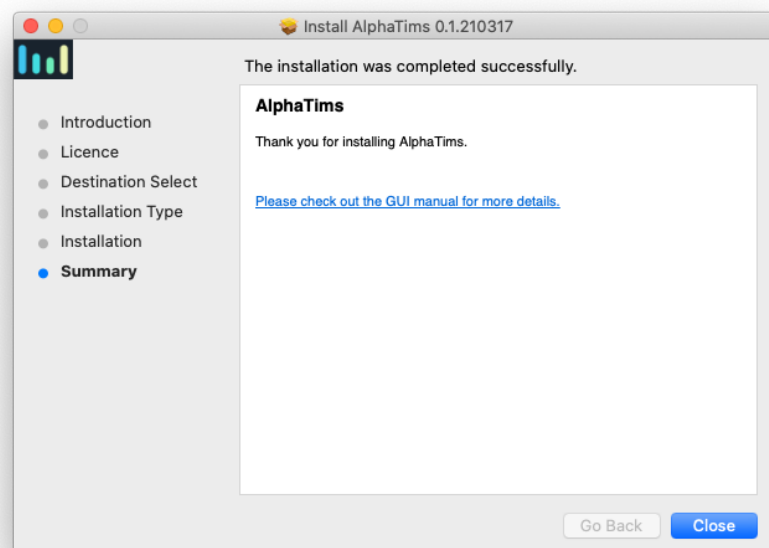 Install AlphaTims 0.1.210317
The installation was completed successfully.
Introduction
Licence
Destination Select
Installation Type
Installation
Summary
AlphaTims
Thank you for installing AlphaTims.
Please check out the GUI manual for more details.
Go Back
Close